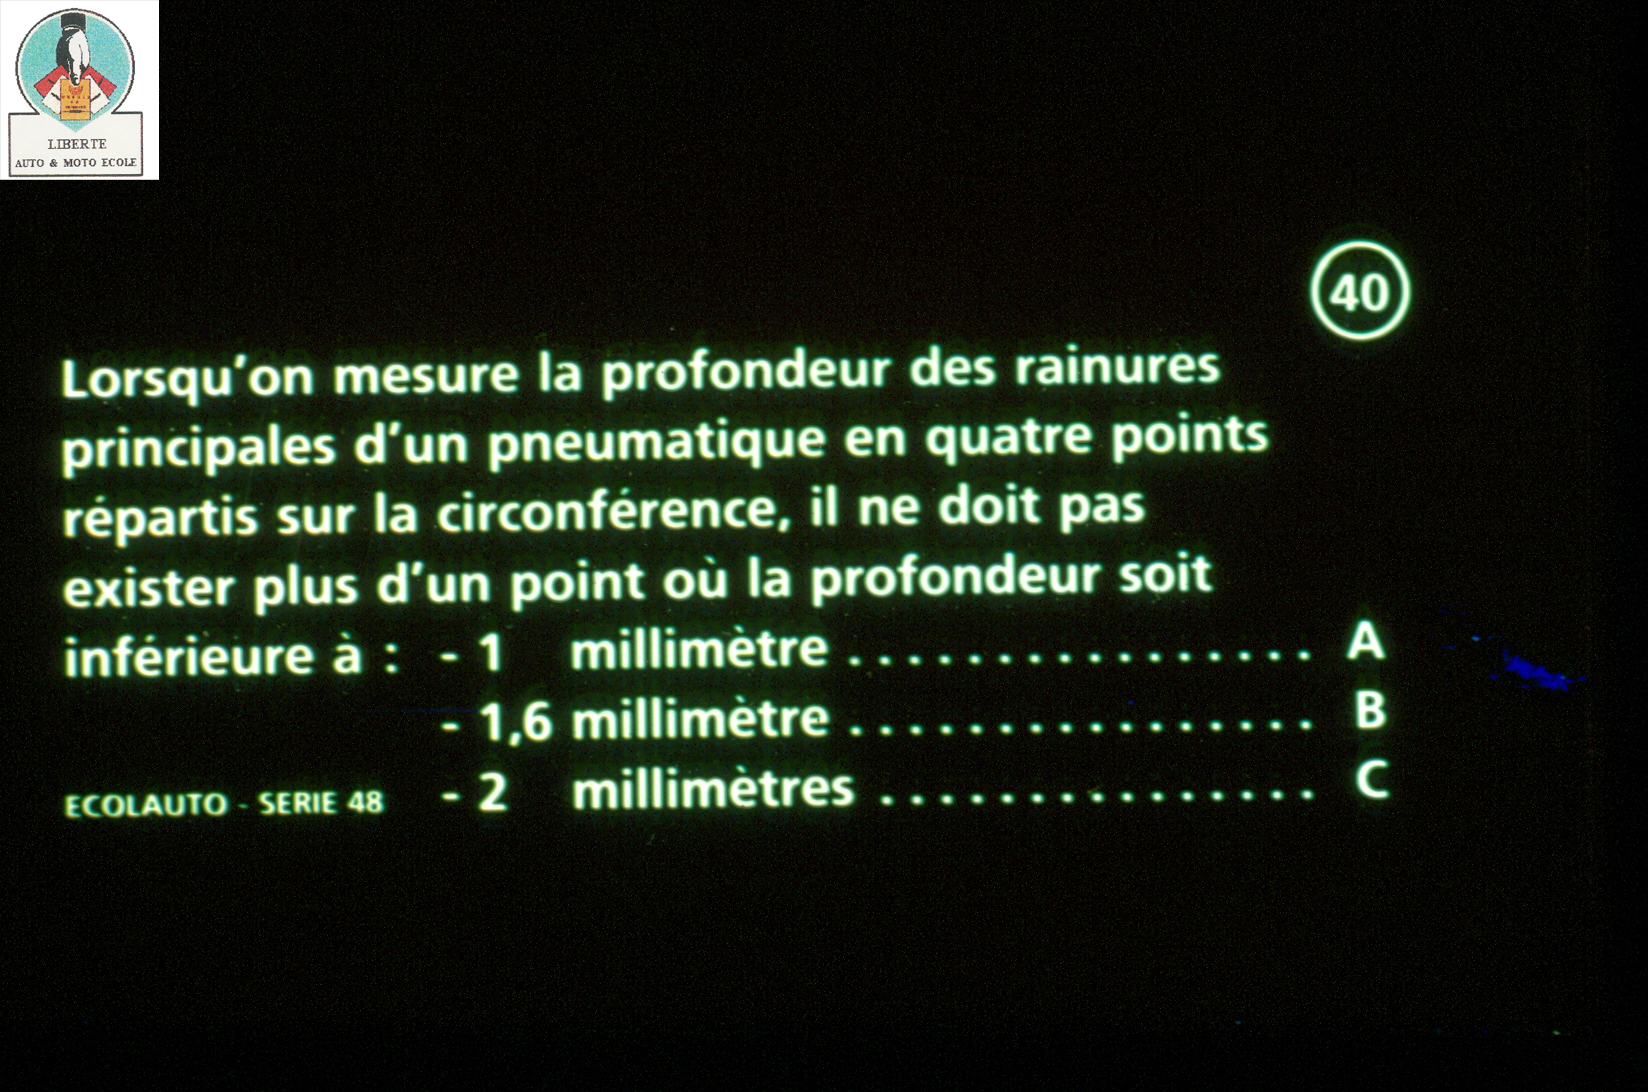 LIBERTE
AUTO & MOTO ECOLE
40
Lorsqu'on mesure la profondeur des rainures
principales d'un pneumatique en quatre points
répartis sur la circonférence, il ne doit pas
exister plus d'un point où la profondeur soit
inférieure à : - 1 millimètre ................ A
- 1,6 millimètre ................ B
ECOLAUTO - SERIE 48 - 2 millimètres ............... C